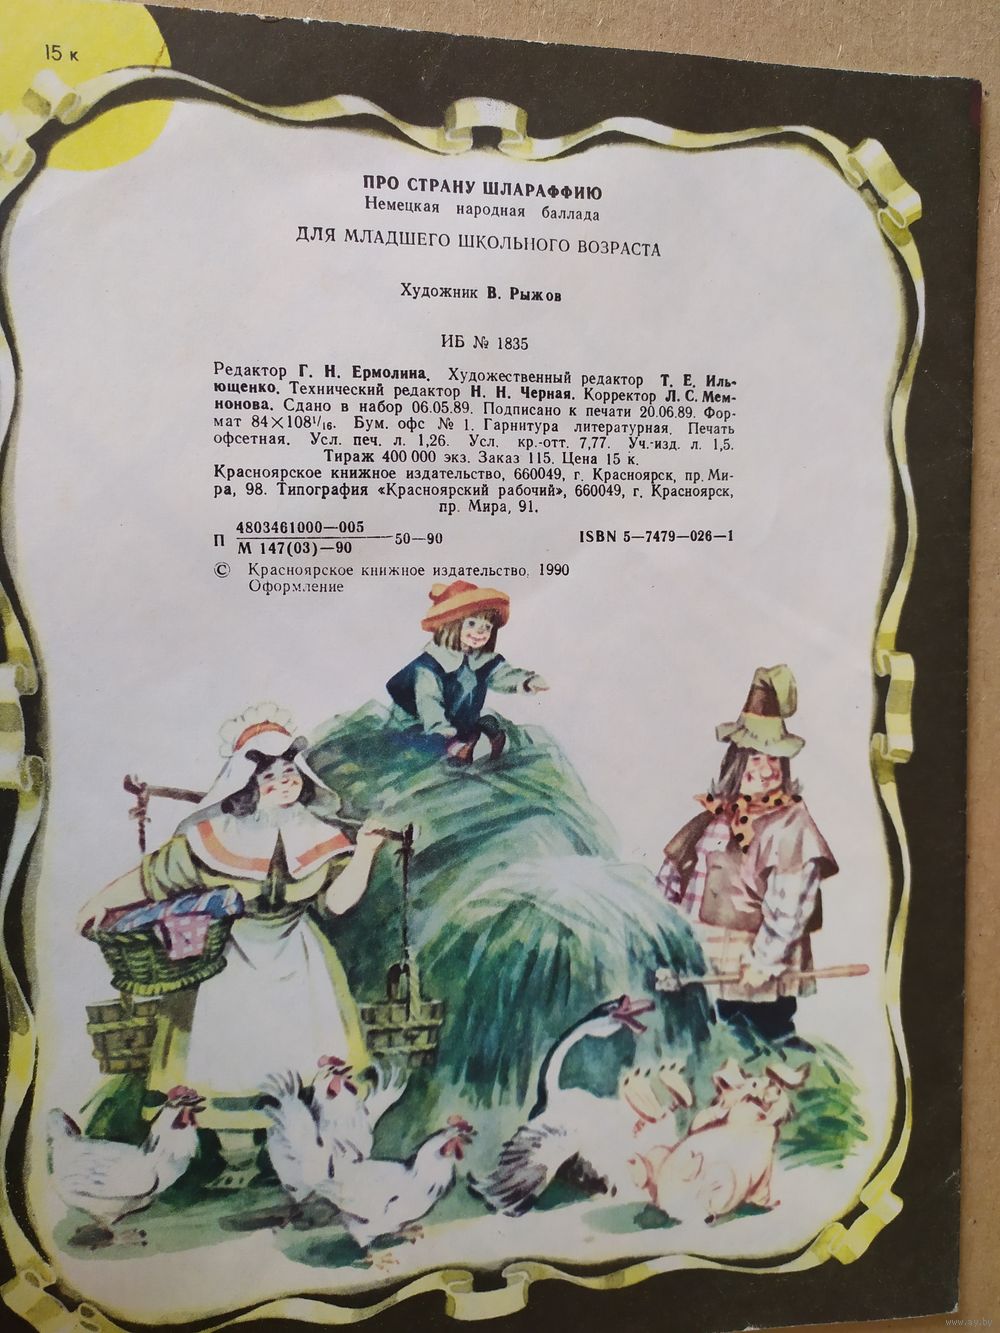 15 к
ПРО СТРАНУ ШЛАРАФФИЮ
Немецкая народная баллада
ДЛЯ МЛАДШЕГО ШКОЛЬНОГО ВОЗРАСТА
Художник В. Рыжов
ИБ № 1835
Редактор Г. Н. Ермолина. Художественный редактор Т. Е. Иль-
ющенко. Технический редактор Н. Н. Черная. Корректор Л. С. Мем-
нонова. Сдано в набор 06.05.89. Подписано к печати 20.06.89. Фор-
мат 84×108¹/₁₆. Бум. офс № 1. Гарнитура литературная. Печать
офсетная. Усл. печ. л. 1,26. Усл. кр.-отт. 7,77. Уч.-изд. л. 1,5.
Тираж 400 000 экз. Заказ 115. Цена 15 к.
Красноярское книжное издательство, 660049, г. Красноярск, пр. Ми-
ра, 98. Типография «Красноярский рабочий», 660049, г. Красноярск,
пр. Мира, 91.
4803461000—005
П ———50—90 ISBN 5—7479—026—1
М 147(03)—90
© Красноярское книжное издательство, 1990
Оформление
www.ay.by